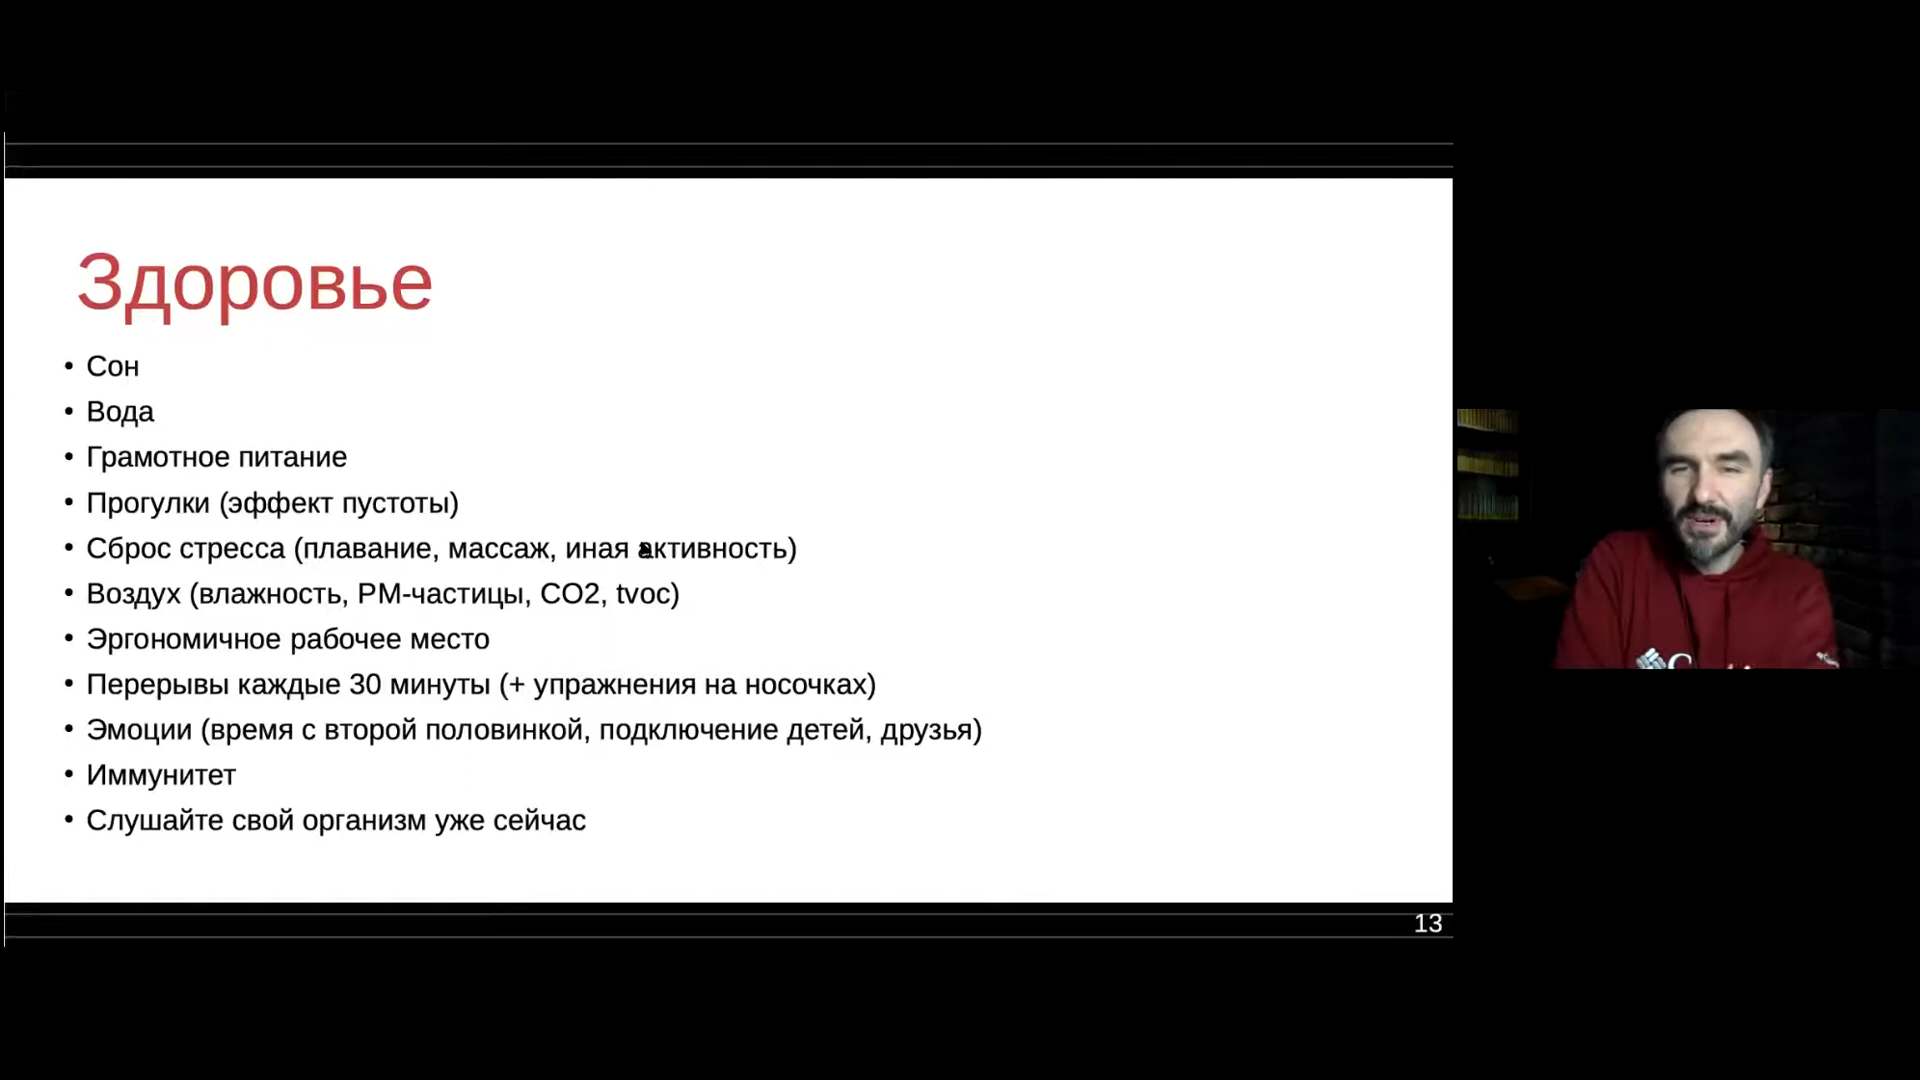 Здоровье
• Сон
• Вода
• Грамотное питание
• Прогулки (эффект пустоты)
• Сброс стресса (плавание, массаж, иная активность)
• Воздух (влажность, PM-частицы, CO2, tvoc)
• Эргономичное рабочее место
• Перерывы каждые 30 минуты (+ упражнения на носочках)
• Эмоции (время с второй половинкой, подключение детей, друзья)
• Иммунитет
• Слушайте свой организм уже сейчас
13